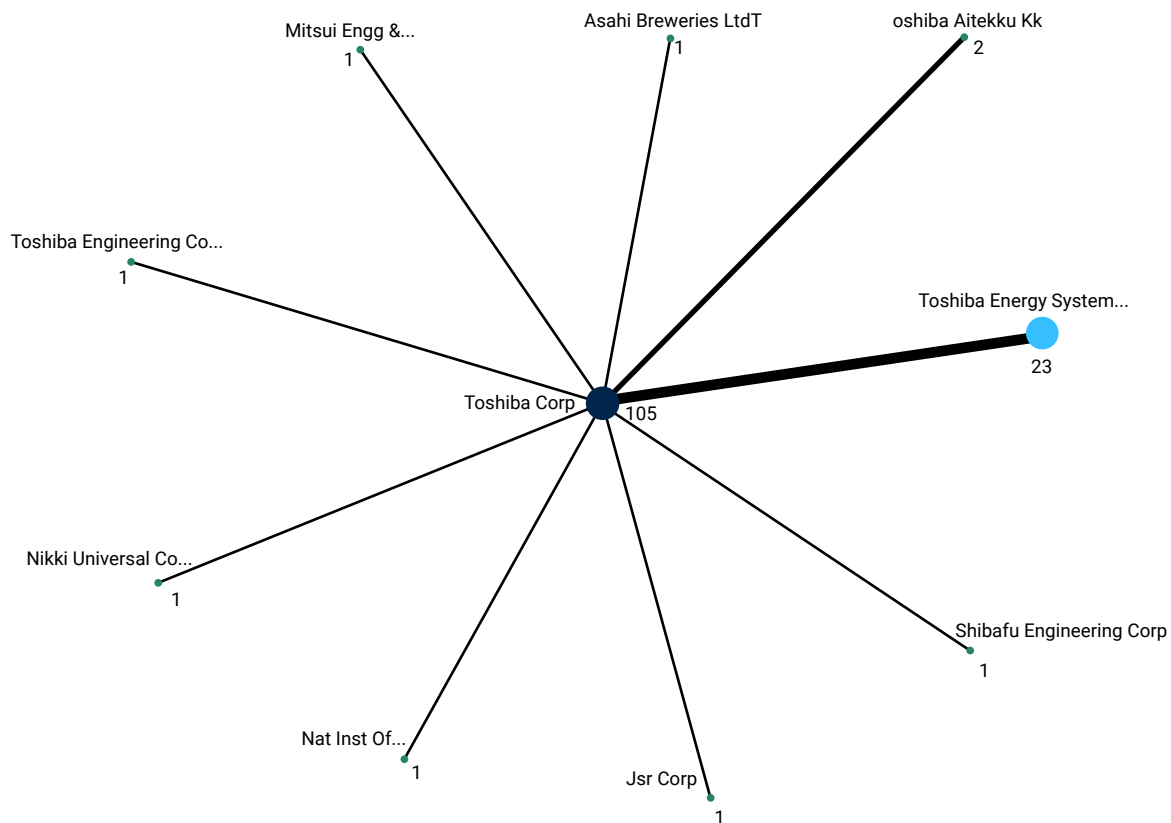 Asahi Breweries LtdT
oshiba Aitekku Kk
Mitsui Engg &...
1
1
2
Toshiba Engineering Co...
1
Toshiba Energy System...
23
Toshiba Corp
105
Nikki Universal Co...
1
Shibafu Engineering Corp
1
Nat Inst Of...
1
Jsr Corp
1